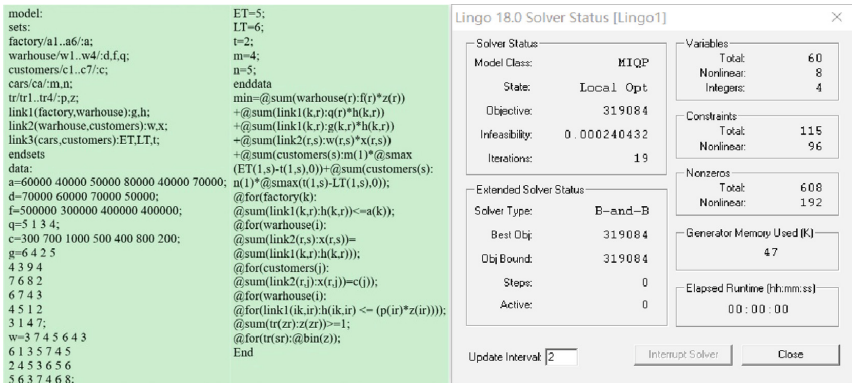 model:
sets:
factory/a1..a6/:a;
warhouse/w1..w4/:d,f,q;
customers/c1..c7/:c;
cars/ca/:m,n;
tr/tr1..tr4/:p,z;
link1(factory,warhouse):g,h;
link2(warhouse,customers):w,x;
link3(cars,customers):ET,LT,t;
endsets
data:
a=60000 40000 50000 80000 40000 70000;
d=70000 60000 70000 50000;
f=500000 300000 400000 400000;
q=5 1 3 4;
c=300 700 1000 500 400 800 200;
g=6 4 2 5
4 3 9 4
7 6 8 2
6 7 4 3
4 5 1 2
3 1 4 7;
w=3 7 4 5 6 4 3
6 1 3 5 7 4 5
2 4 5 3 6 5 6
5 6 3 7 4 6 8;
ET=5;
LT=6;
t=2;
m=4;
n=5;
enddata
min=@sum(warhouse(r):f(r)*z(r))
+@sum(link1(k,r):q(r)*h(k,r))
+@sum(link1(k,r):g(k,r)*h(k,r))
+@sum(link2(r,s):w(r,s)*x(r,s))
+@sum(customers(s):m(1)*@smax
(ET(1,s)-t(1,s),0))+@sum(customers(s):
n(1)*@smax(t(1,s)-LT(1,s),0));
@for(factory(k):
@sum(link1(k,r):h(k,r))<=a(k));
@for(warhouse(i):
@sum(link2(r,s):x(r,s))=
@sum(link1(k,r):h(k,r)));
@for(customers(j):
@sum(link2(r,j):x(r,j))=c(j));
@for(warhouse(i):
@for(link1(ik,ir):h(ik,ir) <= (p(ir)*z(ir))));
@sum(tr(zr):z(zr))>=1;
@for(tr(sr):@bin(z));
End
Lingo 18.0 Solver Status [Lingo1]
Solver Status
Model Class: MIQP
State: Local Opt
Objective: 319084
Infeasibility: 0.000240432
Iterations: 19
Extended Solver Status
Solver Type: B-and-B
Best Obj: 319084
Obj Bound: 319084
Steps: 0
Active: 0
Update Interval: 2
Variables
Total: 60
Nonlinear: 8
Integers: 4
Constraints
Total: 115
Nonlinear: 96
Nonzeros
Total: 608
Nonlinear: 192
Generator Memory Used (K)
47
Elapsed Runtime (hh:mm:ss)
00:00:00
Interrupt Solver
Close